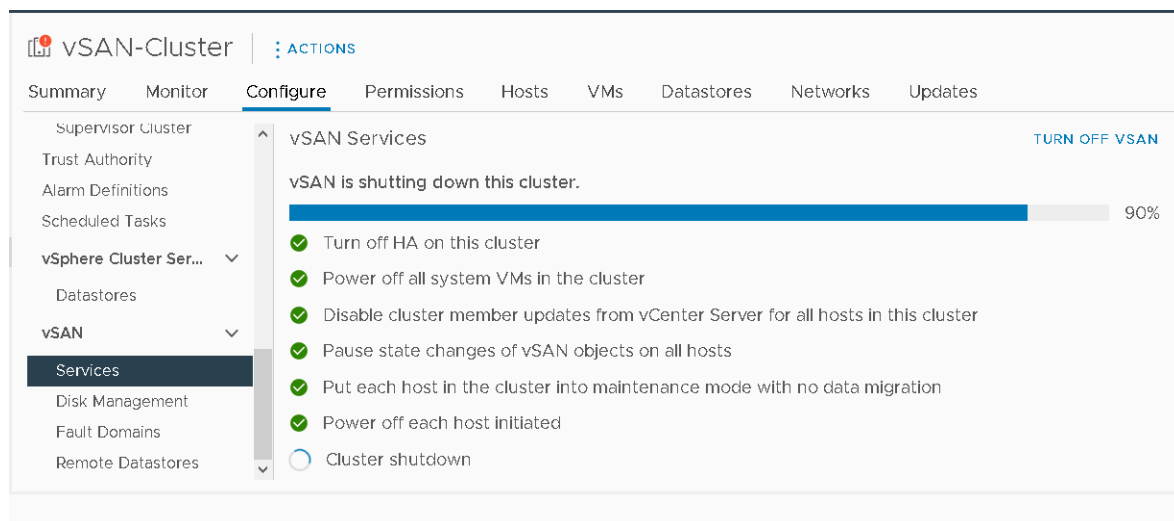 vSAN-Cluster
ACTIONS
Summary Monitor Configure Permissions Hosts VMs Datastores Networks Updates
Supervisor Cluster
Trust Authority
Alarm Definitions
Scheduled Tasks
vSphere Cluster Ser...
Datastores
vSAN
Services
Disk Management
Fault Domains
Remote Datastores
vSAN Services
TURN OFF VSAN
vSAN is shutting down this cluster.
90%
Turn off HA on this cluster
Power off all system VMs in the cluster
Disable cluster member updates from vCenter Server for all hosts in this cluster
Pause state changes of vSAN objects on all hosts
Put each host in the cluster into maintenance mode with no data migration
Power off each host initiated
Cluster shutdown